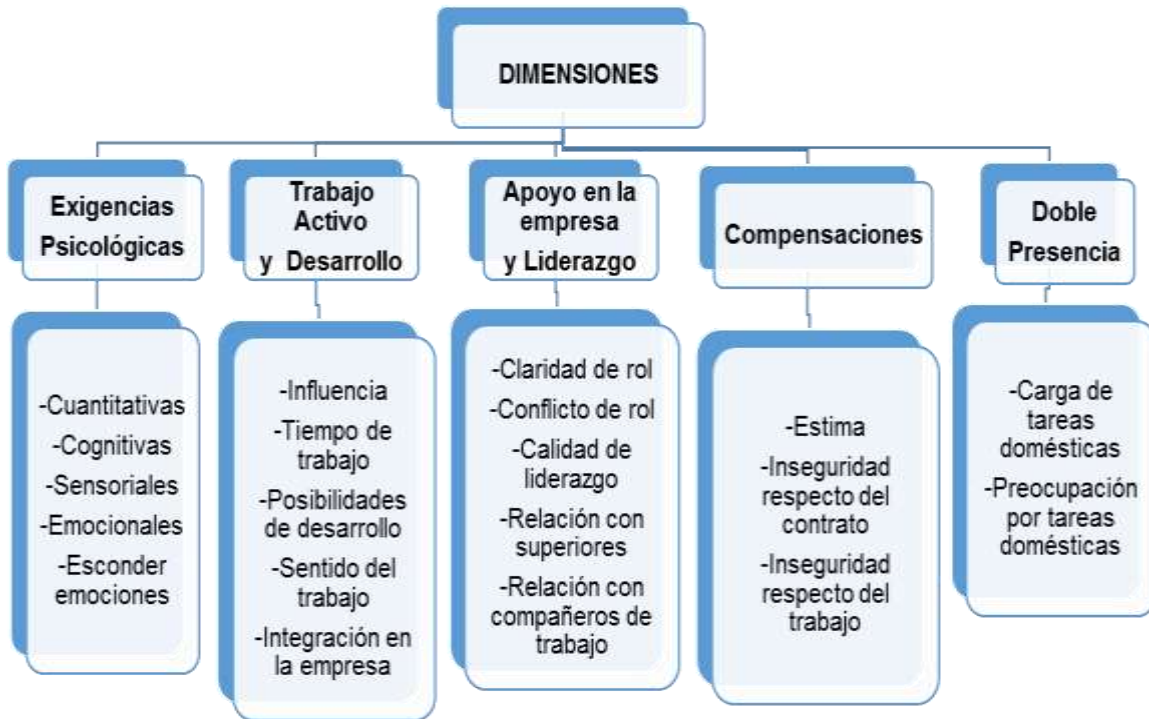 DIMENSIONES
Exigencias
Psicológicas
Trabajo
Activo
y Desarrollo
Apoyo en la
empresa
y Liderazgo
Compensaciones
Doble
Presencia
-Cuantitativas
-Cognitivas
-Sensoriales
-Emocionales
-Esconder
emociones
-Influencia
-Tiempo de
trabajo
-Posibilidades
de desarrollo
-Sentido del
trabajo
-Integración en
la empresa
-Claridad de rol
-Conflicto de rol
-Calidad de
liderazgo
-Relación con
superiores
-Relación con
compañeros de
trabajo
-Estima
-Inseguridad
respecto del
contrato
-Inseguridad
respecto del
trabajo
-Carga de
tareas
domésticas
-Preocupación
por tareas
domésticas